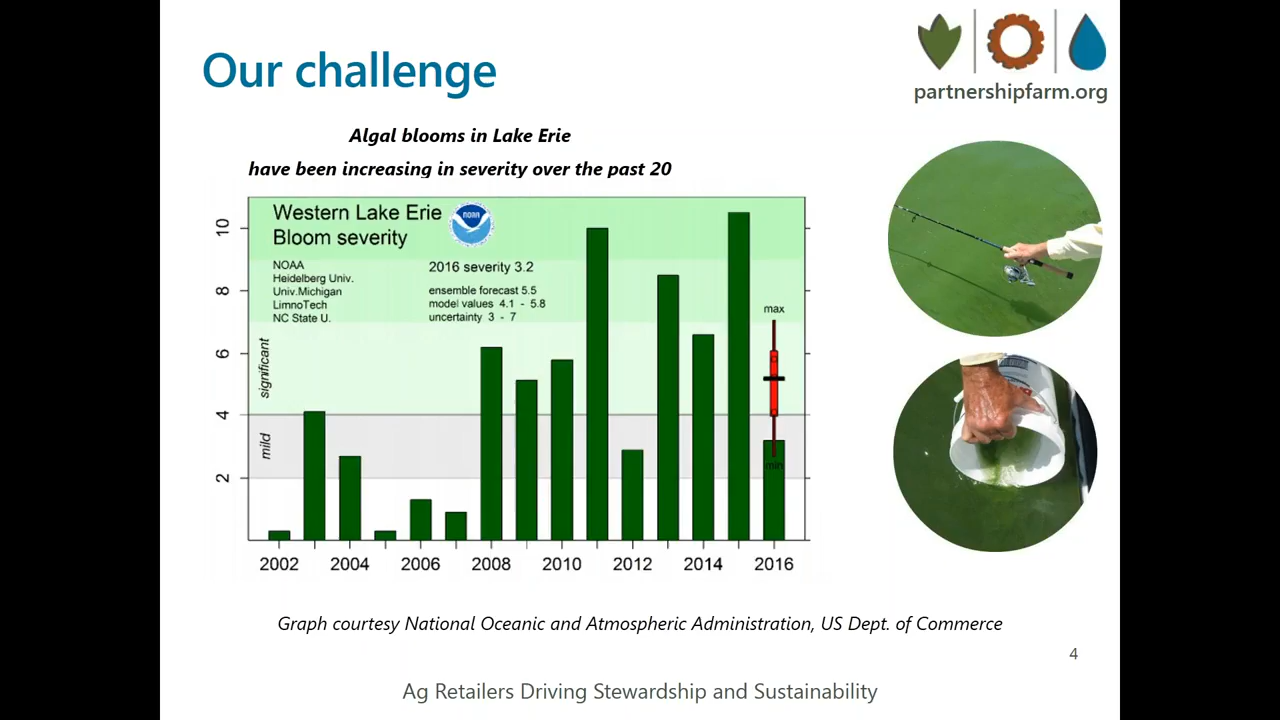 Our challenge
partnershipfarm.org
Algal blooms in Lake Erie
have been increasing in severity over the past 20
Western Lake Erie
Bloom severity
NOAA
NOAA
Heidelberg Univ.
Univ.Michigan
LimnoTech
NC State U.
2016 severity 3.2
ensemble forecast 5.5
model values 4.1 - 5.8
uncertainty 3 - 7
max
min
significant
mild
10
8
6
4
2
2002 2004 2006 2008 2010 2012 2014 2016
Graph courtesy National Oceanic and Atmospheric Administration, US Dept. of Commerce
4
Ag Retailers Driving Stewardship and Sustainability